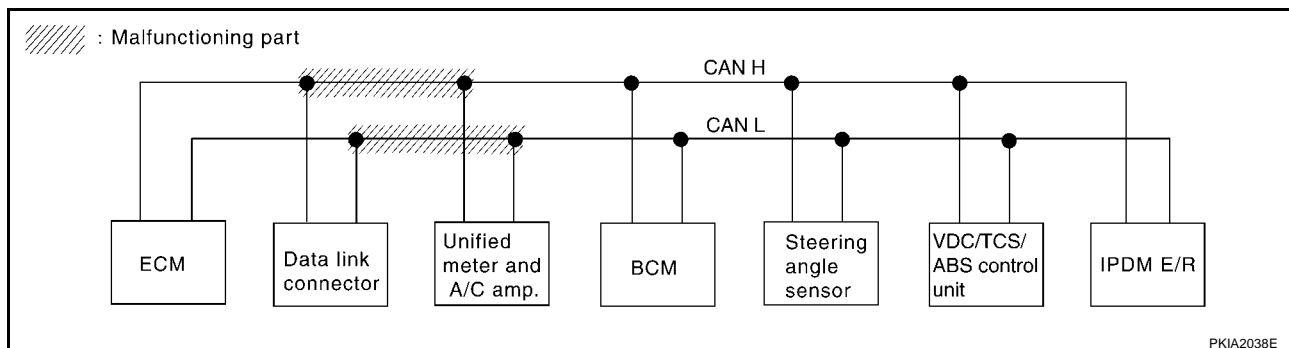 : Malfunctioning part
CAN H
CAN L
ECM
Data link
connector
Unified
meter and
A/C amp.
BCM
Steering
angle
sensor
VDC/TCS/
ABS control
unit
IPDM E/R
PKIA2038E